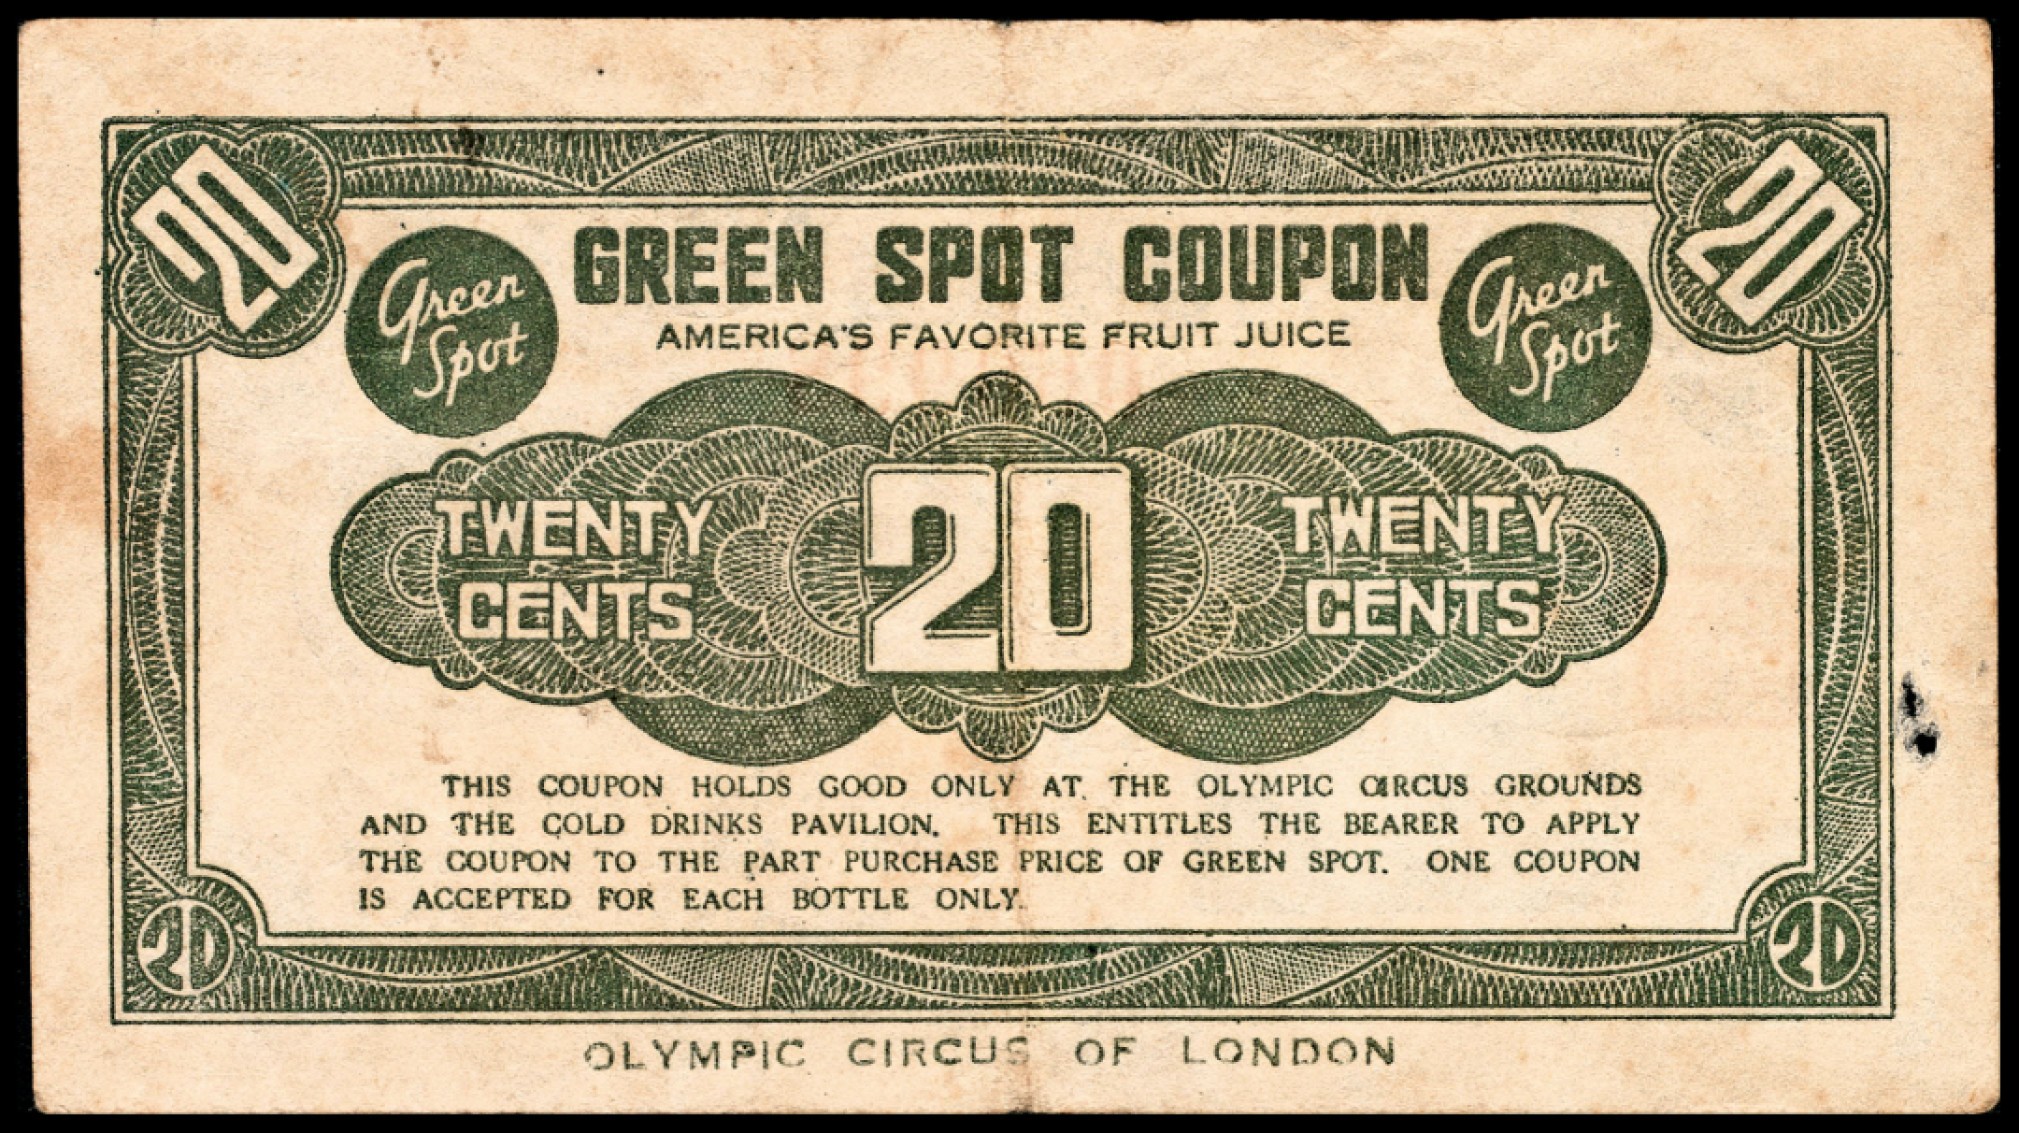 20
20
Green
Spot
GREEN SPOT COUPON
Green
Spot
AMERICA'S FAVORITE FRUIT JUICE
TWENTY
CENTS
20
TWENTY
CENTS
THIS COUPON HOLDS GOOD ONLY AT THE OLYMPIC CIRCUS GROUNDS
AND THE COLD DRINKS PAVILION. THIS ENTITLES THE BEARER TO APPLY
THE COUPON TO THE PART PURCHASE PRICE OF GREEN SPOT. ONE COUPON
IS ACCEPTED FOR EACH BOTTLE ONLY.
20
20
OLYMPIC CIRCUS OF LONDON